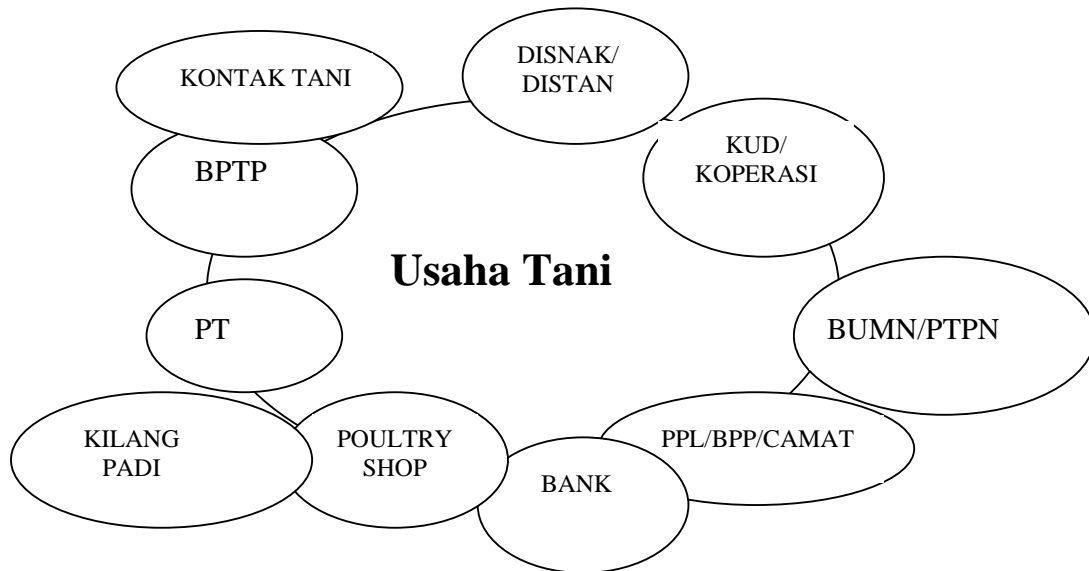 DISNAK/
DISTAN
KONTAK TANI
KUD/
KOPERASI
BPTP
Usaha Tani
PT
BUMN/PTPN
KILANG
PADI
POULTRY
SHOP
PPL/BPP/CAMAT
BANK